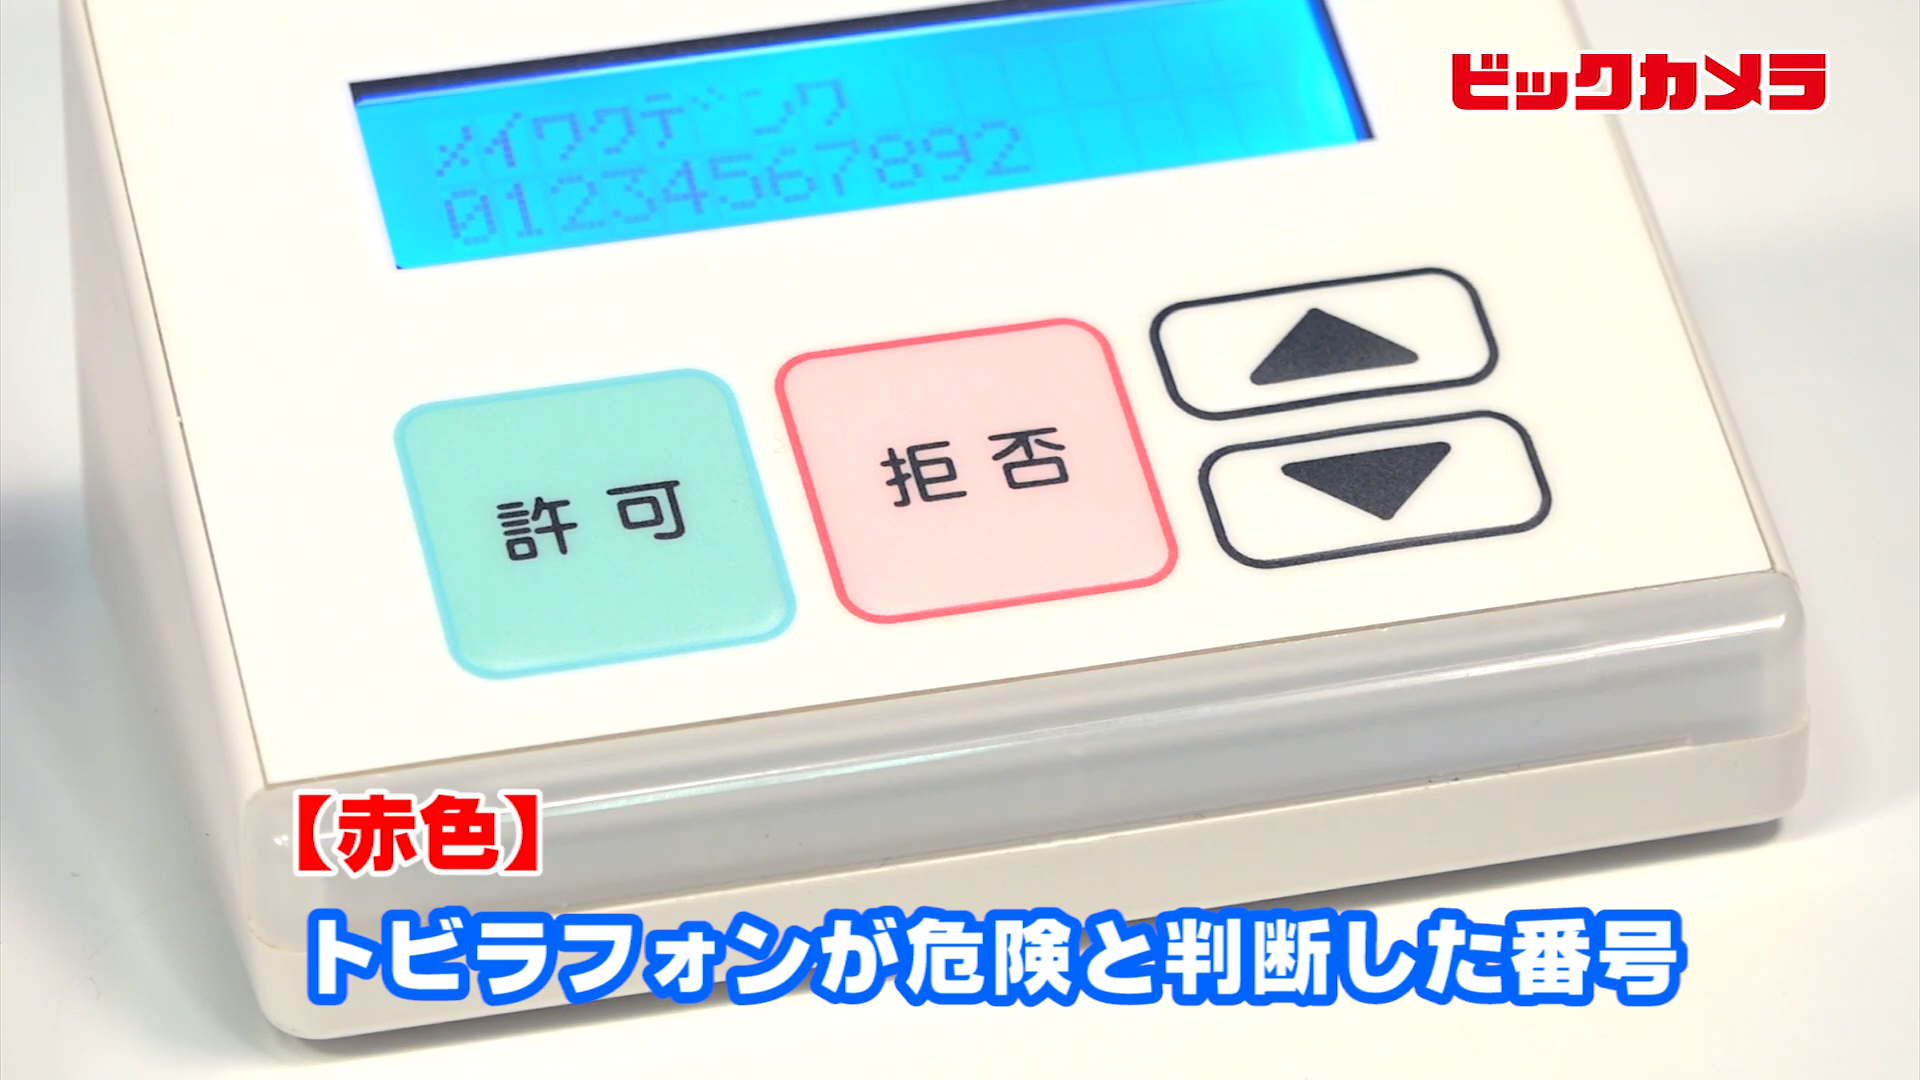 ビックカメラ
メイワクデンワ
01234567892
許可
拒否
【赤色】
トビラフォンが危険と判断した番号